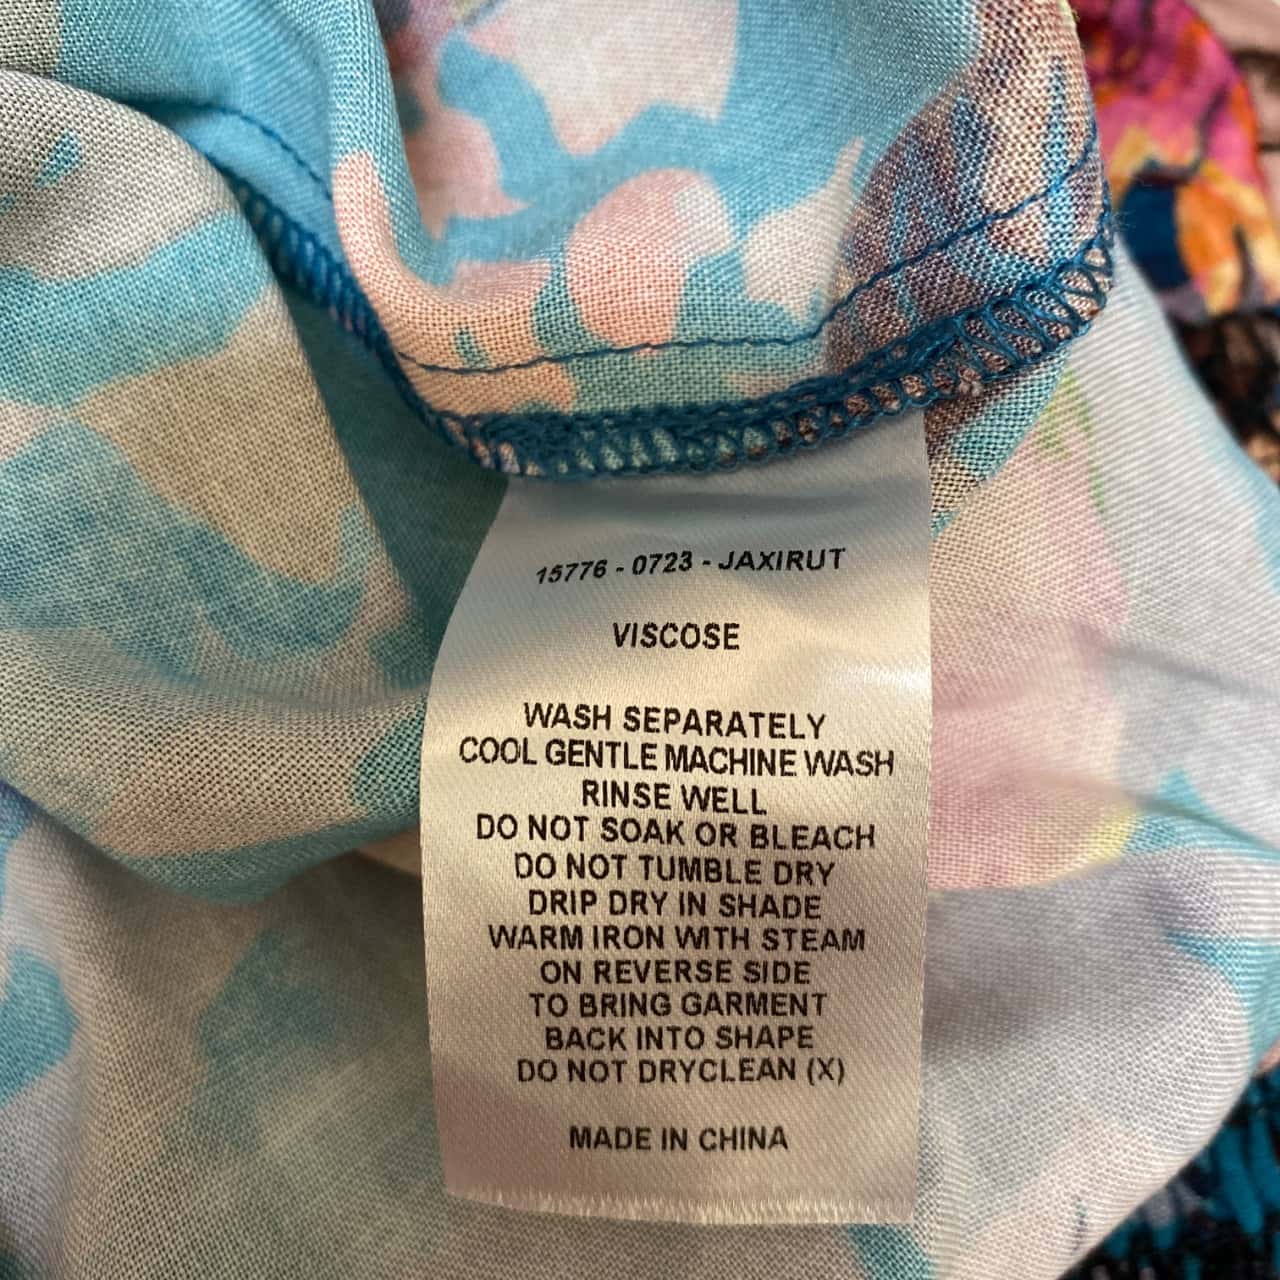 15776 - 0723 - JAXIRUT
VISCOSE
WASH SEPARATELY
COOL GENTLE MACHINE WASH
RINSE WELL
DO NOT SOAK OR BLEACH
DO NOT TUMBLE DRY
DRIP DRY IN SHADE
WARM IRON WITH STEAM
ON REVERSE SIDE
TO BRING GARMENT
BACK INTO SHAPE
DO NOT DRYCLEAN (X)
MADE IN CHINA